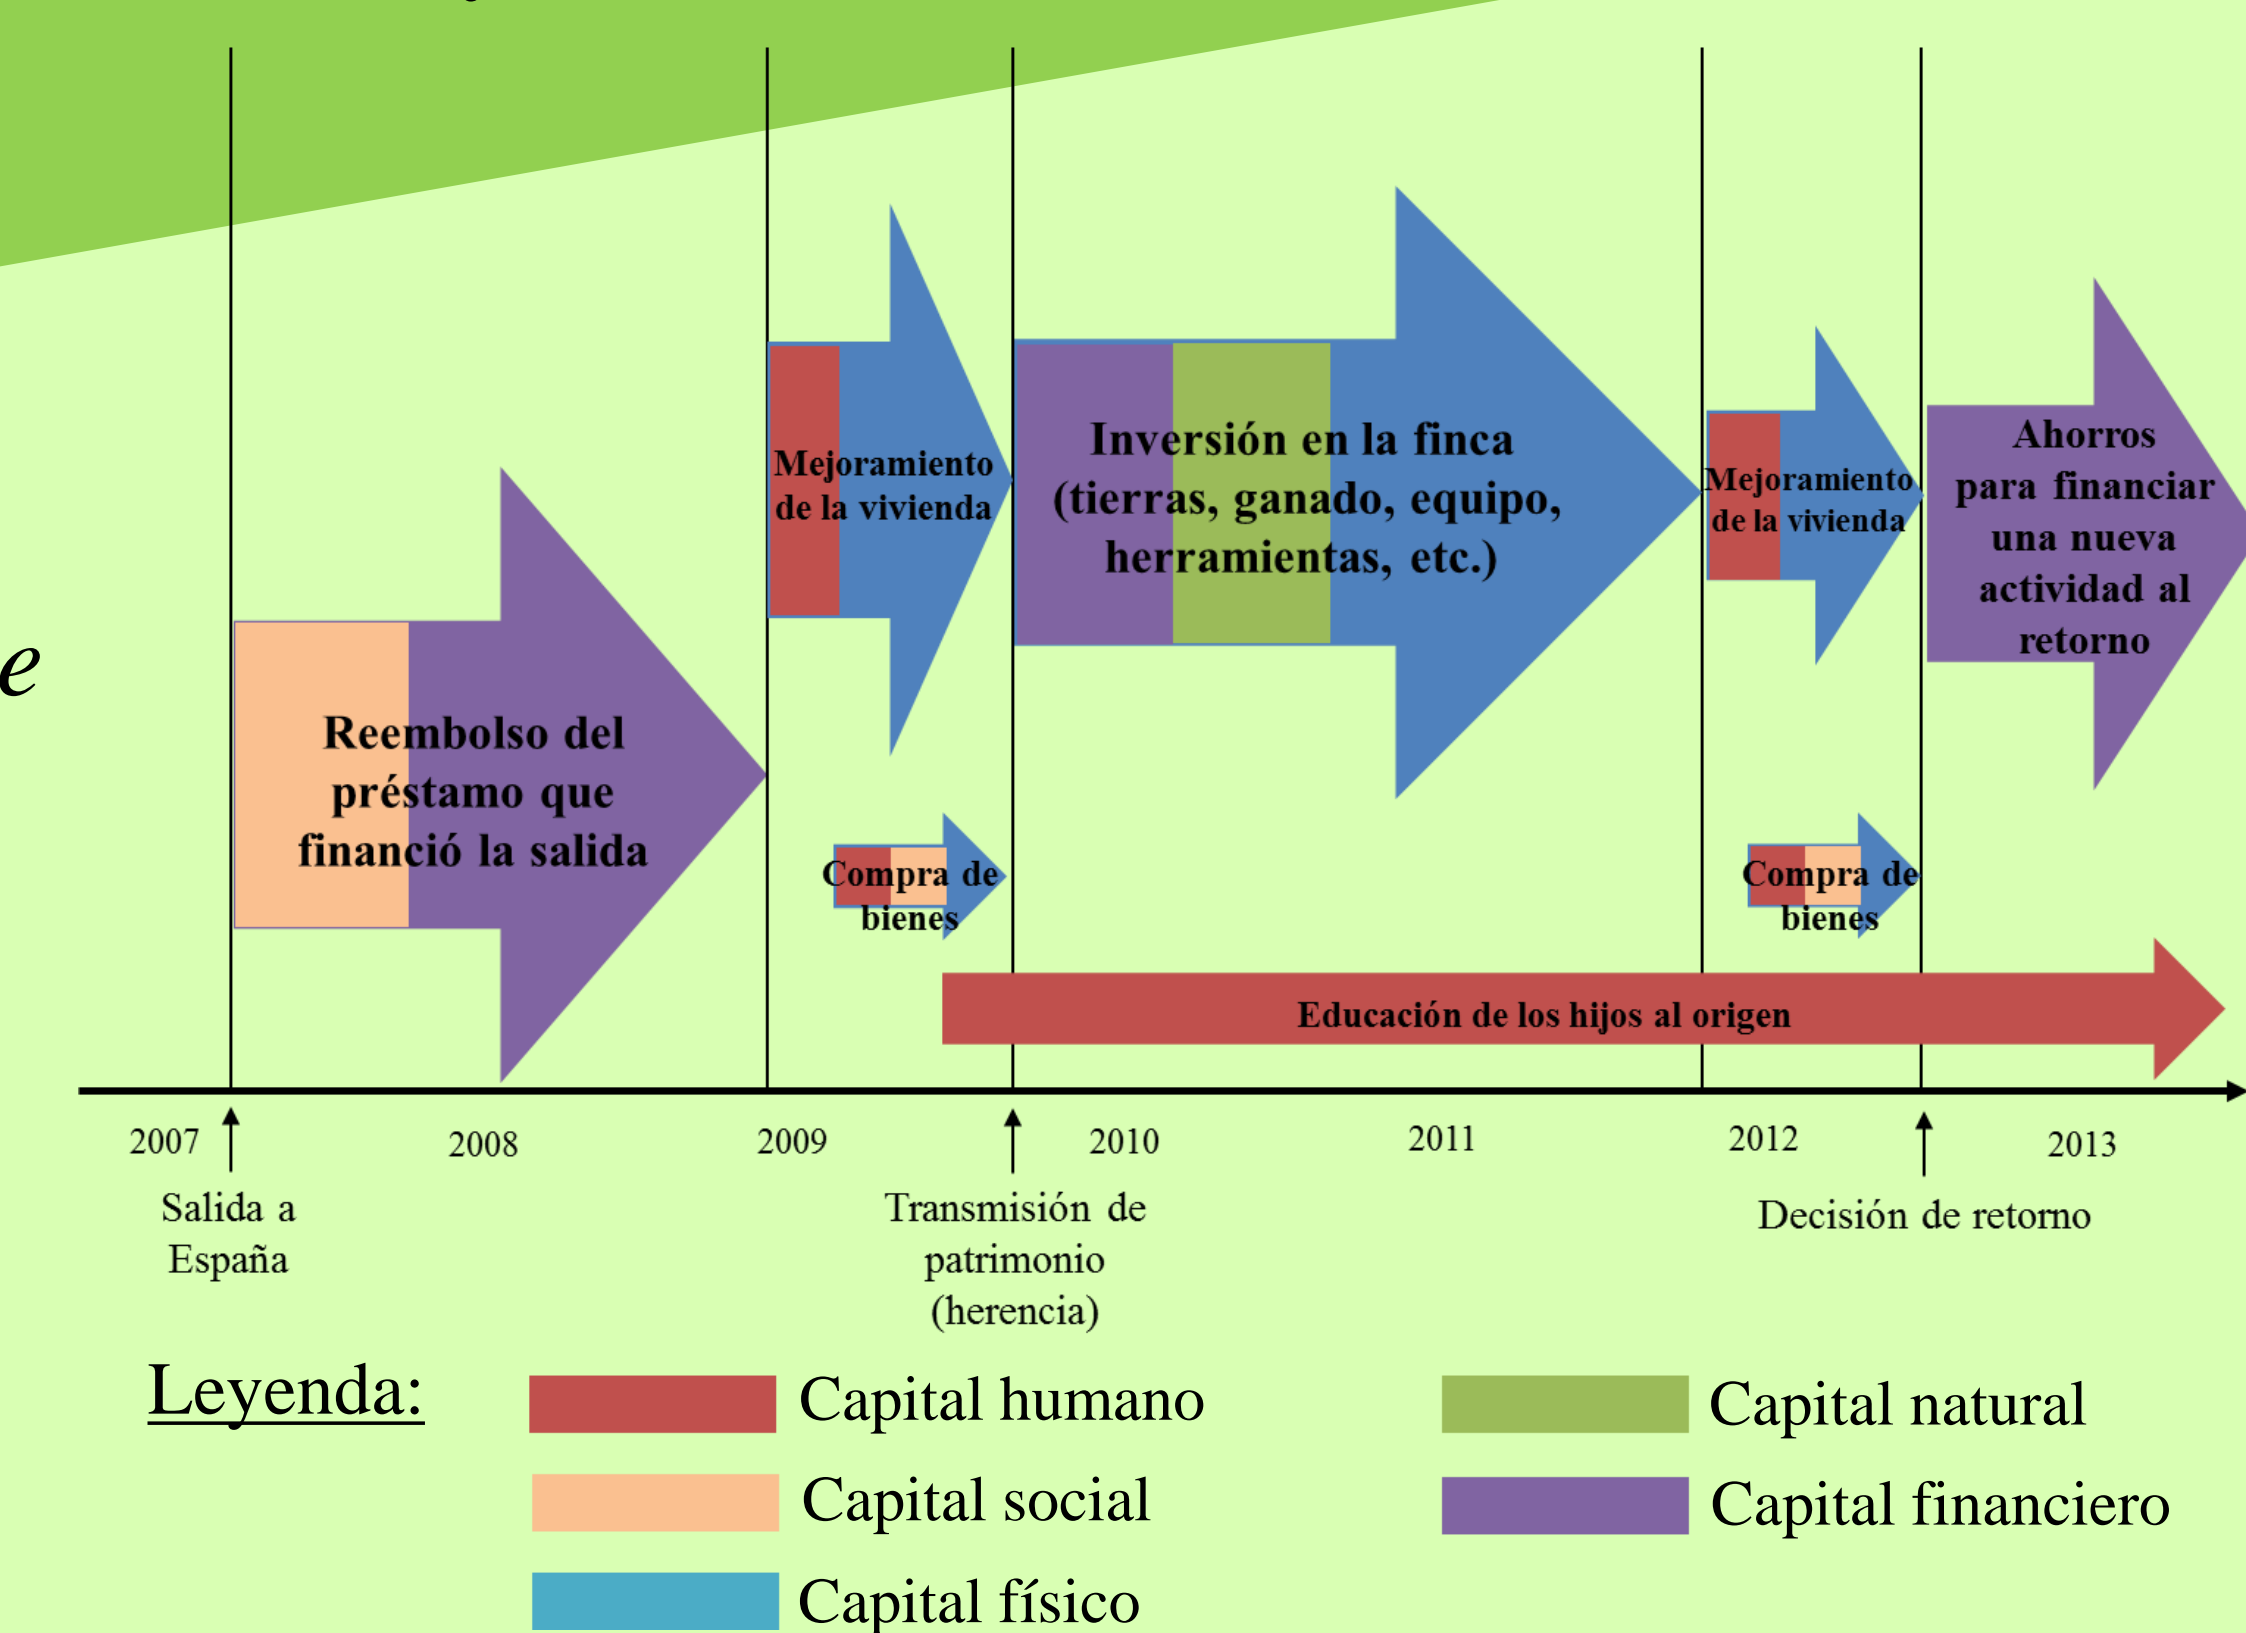 e
Reembolso del
préstamo que
financió la salida
Mejoramiento
de la vivienda
Compra de
bienes
Inversión en la finca
(tierras, ganado, equipo,
herramientas, etc.)
Mejoramiento
de la vivienda
Compra de
bienes
Ahorros
para financiar
una nueva
actividad al
retorno
Educación de los hijos al origen
2007 2008 2009 2010 2011 2012 2013
Salida a
España
Transmisión de
patrimonio
(herencia)
Decisión de retorno
Leyenda:
Capital humano
Capital social
Capital físico
Capital natural
Capital financiero